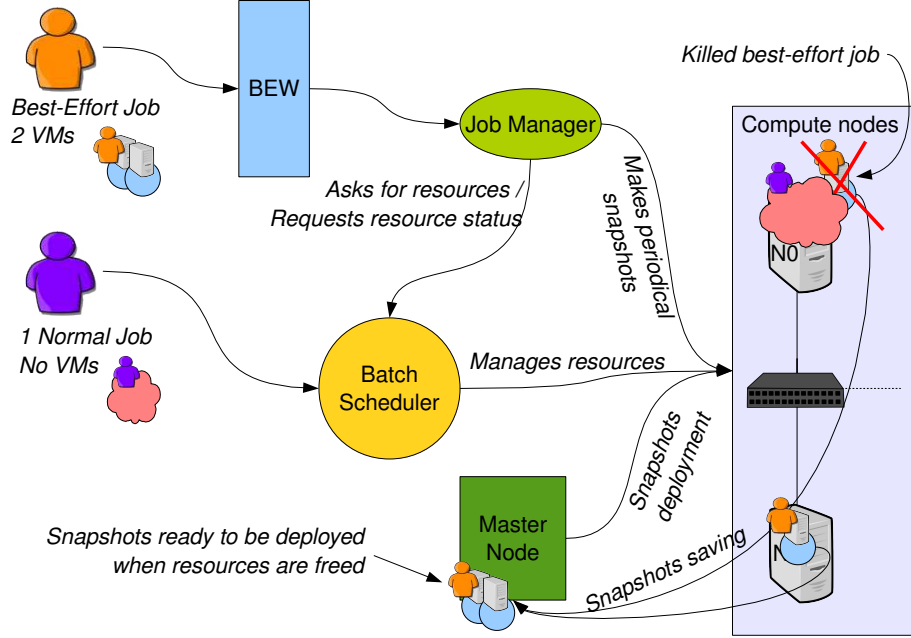 Killed best-effort job
BEW
Best-Effort Job
2 VMs
Job Manager
Compute nodes
Asks for resources /
Requests resource status
Makes periodical
snapshots
N0
1 Normal Job
No VMs
Batch
Scheduler
Manages resources
Snapshots
deployment
Master
Node
Snapshots ready to be deployed
when resources are freed
Snapshots saving
N